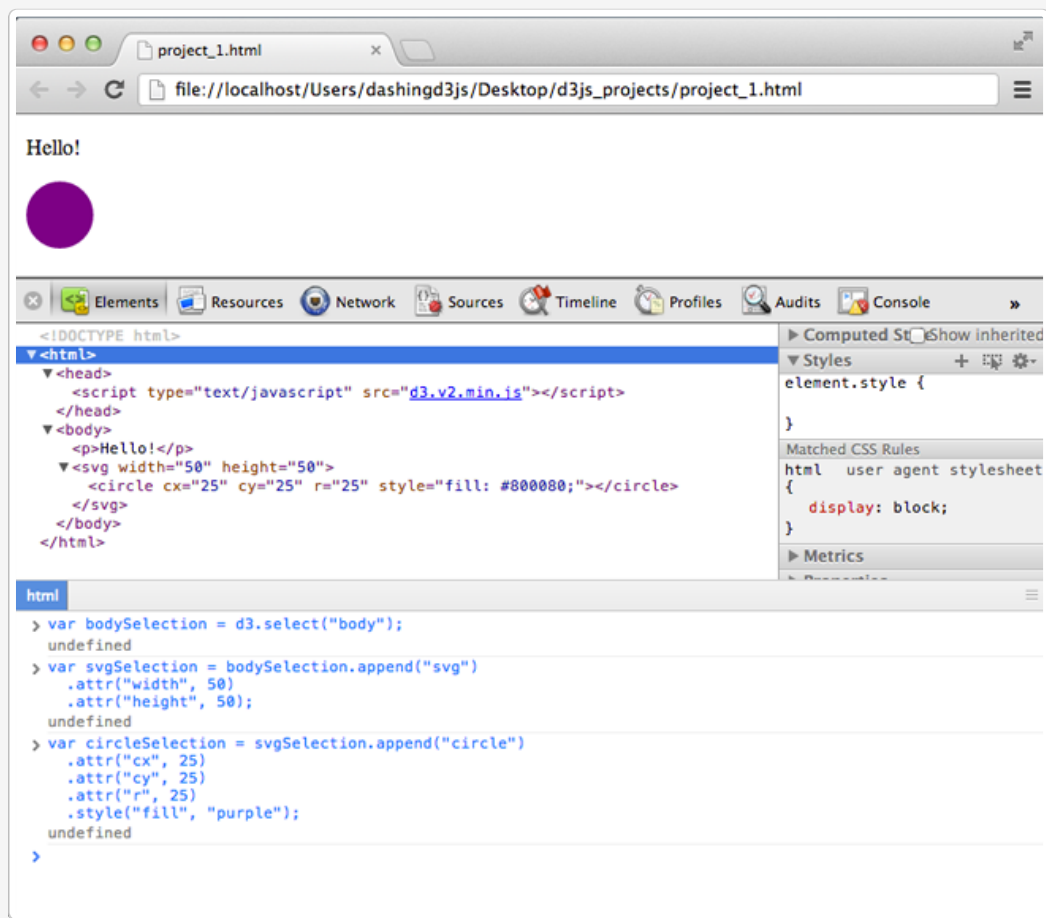 project_1.html
file://localhost/Users/dashingd3js/Desktop/d3js_projects/project_1.html
Hello!
Elements Resources Network Sources Timeline Profiles Audits Console »
<!DOCTYPE html>
<html>
<head>
<script type="text/javascript" src="d3.v2.min.js"></script>
</head>
<body>
<p>Hello!</p>
<svg width="50" height="50">
<circle cx="25" cy="25" r="25" style="fill: #800080;"></circle>
</svg>
</body>
</html>
Computed Show inherited
Styles
element.style {
}
Matched CSS Rules
html user agent stylesheet
{
display: block;
}
Metrics
html
var bodySelection = d3.select("body");
undefined
var svgSelection = bodySelection.append("svg")
.attr("width", 50)
.attr("height", 50);
undefined
var circleSelection = svgSelection.append("circle")
.attr("cx", 25)
.attr("cy", 25)
.attr("r", 25)
.style("fill", "purple");
undefined